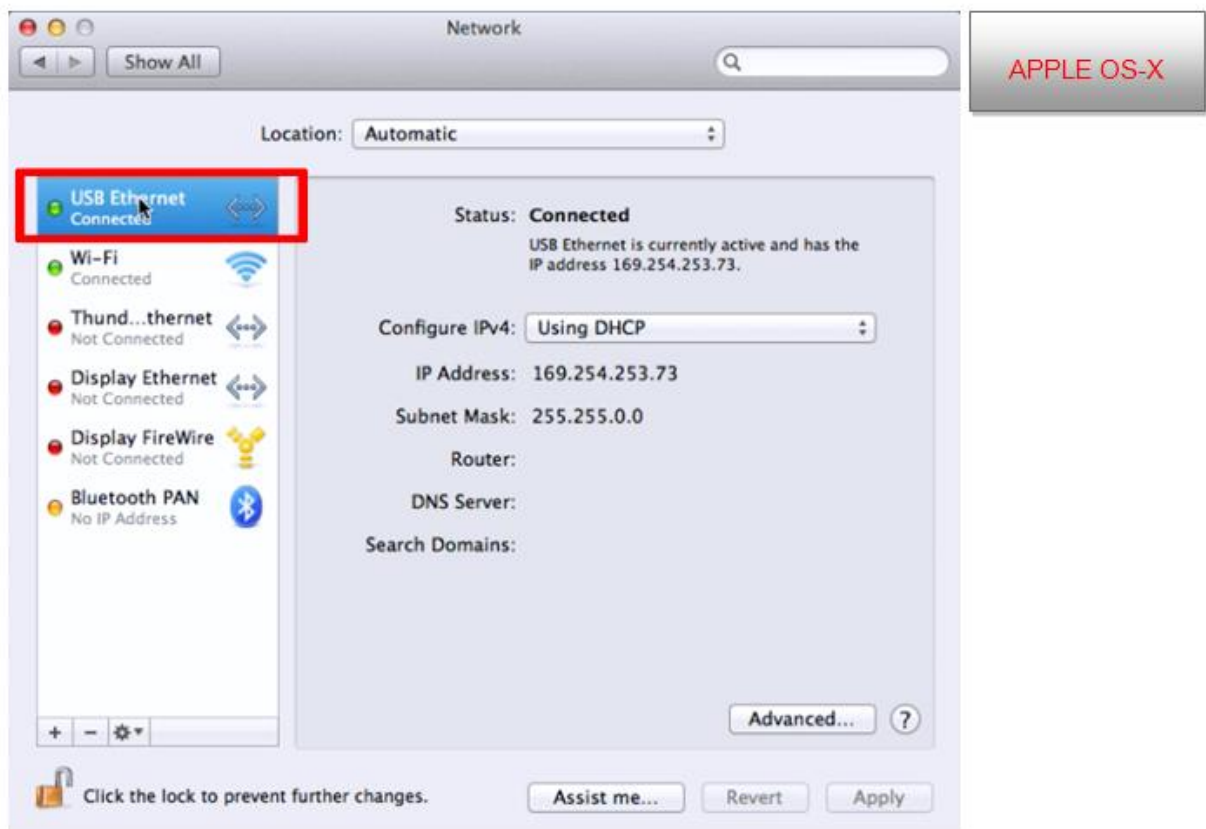 Network
Show All
APPLE OS-X
Location: Automatic
USB Ethernet
Connected
Wi-Fi
Connected
Thund...thernet
Not Connected
Display Ethernet
Not Connected
Display FireWire
Not Connected
Bluetooth PAN
No IP Address
Status: Connected
USB Ethernet is currently active and has the
IP address 169.254.253.73.
Configure IPv4: Using DHCP
IP Address: 169.254.253.73
Subnet Mask: 255.255.0.0
Router:
DNS Server:
Search Domains:
Advanced... ?
Click the lock to prevent further changes.
Assist me... Revert Apply